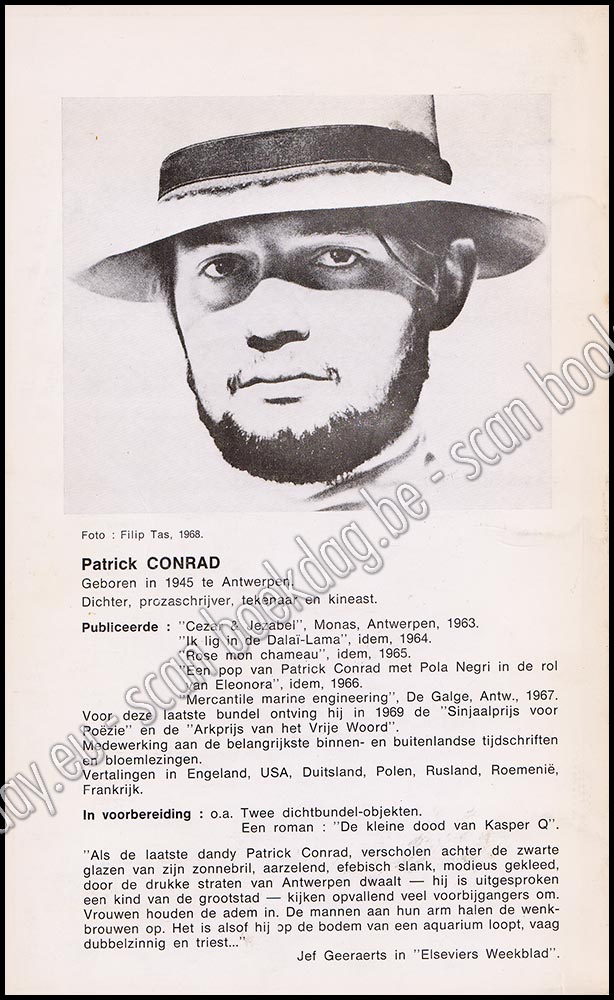 Foto : Filip Tas, 1968.
Patrick CONRAD
Geboren in 1945 te Antwerpen.
Dichter, prozaschrijver, tekenaar en kineast.
Publiceerde : "Cezar & Jezabel", Monas, Antwerpen, 1963.
"Ik lig in de Dalaï-Lama", idem, 1964.
"Rose mon chameau", idem, 1965.
"Een pop van Patrick Conrad met Pola Negri in de rol
van Eleonora", idem, 1966.
"Mercantile marine engineering", De Galge, Antw., 1967.
Voor deze laatste bundel ontving hij in 1969 de "Sinjaalprijs voor
Poëzie" en de "Arkprijs van het Vrije Woord".
Medewerking aan de belangrijkste binnen- en buitenlandse tijdschriften
en bloemlezingen.
Vertalingen in Engeland, USA, Duitsland, Polen, Rusland, Roemenië,
Frankrijk.
In voorbereiding : o.a. Twee dichtbundel-objekten.
Een roman : "De kleine dood van Kasper Q".
"Als de laatste dandy Patrick Conrad, verscholen achter de zwarte
glazen van zijn zonnebril, aarzelend, efebisch slank, modieus gekleed,
door de drukke straten van Antwerpen dwaalt — hij is uitgesproken
een kind van de grootstad — kijken opvallend veel voorbijgangers om.
Vrouwen houden de adem in. De mannen aan hun arm halen de wenk-
brouwen op. Het is alsof hij op de bodem van een aquarium loopt, vaag
dubbelzinnig en triest..."
Jef Geeraerts in "Elseviers Weekblad".
day.eu - scan boekdag.be - scan boek